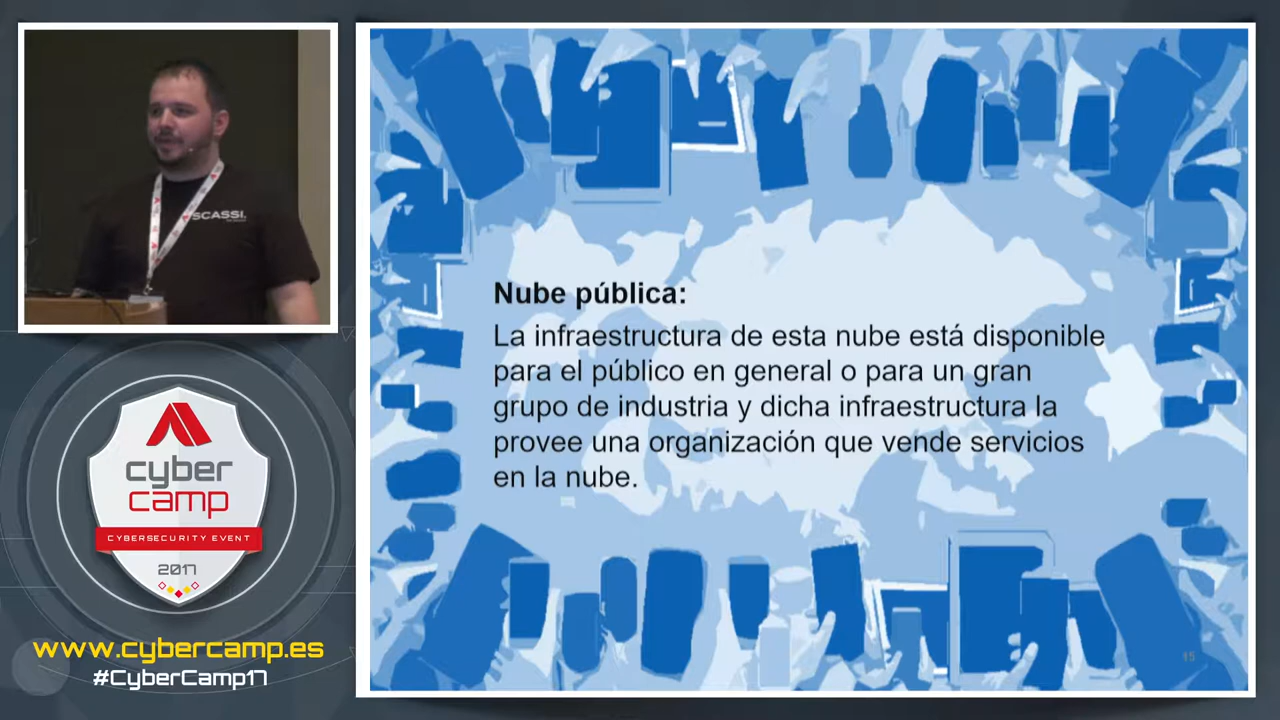 SCASSI
cyber
camp
CYBERSECURITY EVENT
2017
www.cybercamp.es
#CyberCamp17
Nube pública:
La infraestructura de esta nube está disponible
para el público en general o para un gran
grupo de industria y dicha infraestructura la
provee una organización que vende servicios
en la nube.
15